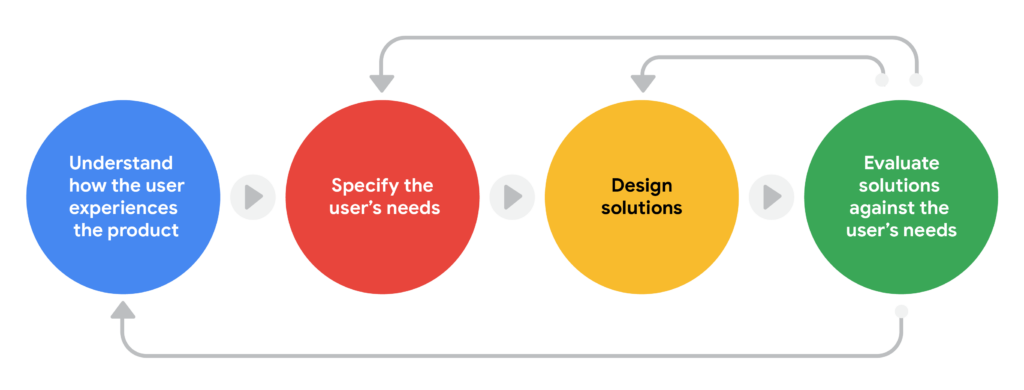 Understand
how the user
experiences
the product
Specify the
user’s needs
Design
solutions
Evaluate
solutions
against the
user’s needs